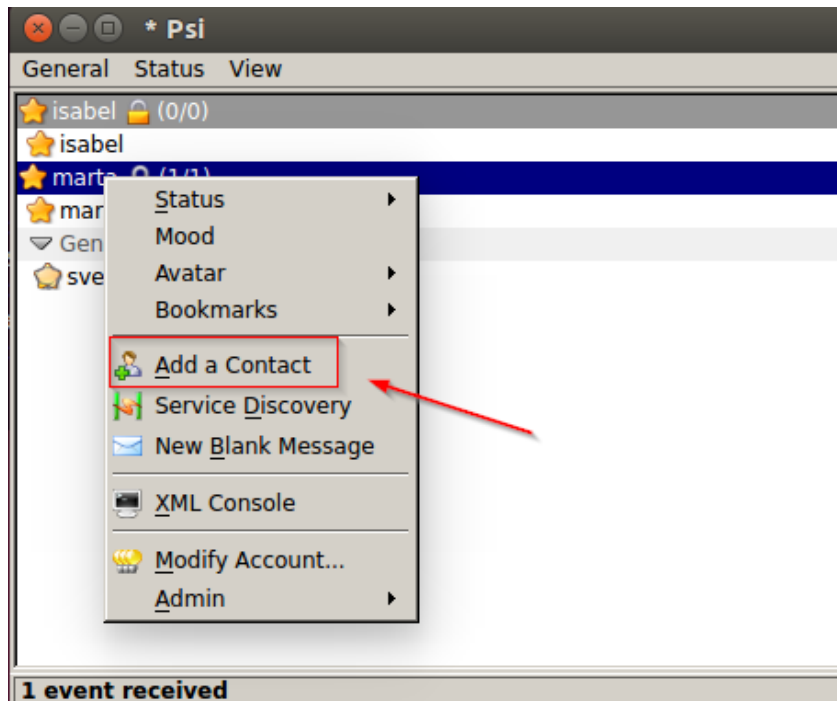 * Psi
General Status View
isabel (0/0)
isabel
marta (1/1)
mar
Gen
sve
Status
Mood
Avatar
Bookmarks
Add a Contact
Service Discovery
New Blank Message
XML Console
Modify Account...
Admin
1 event received